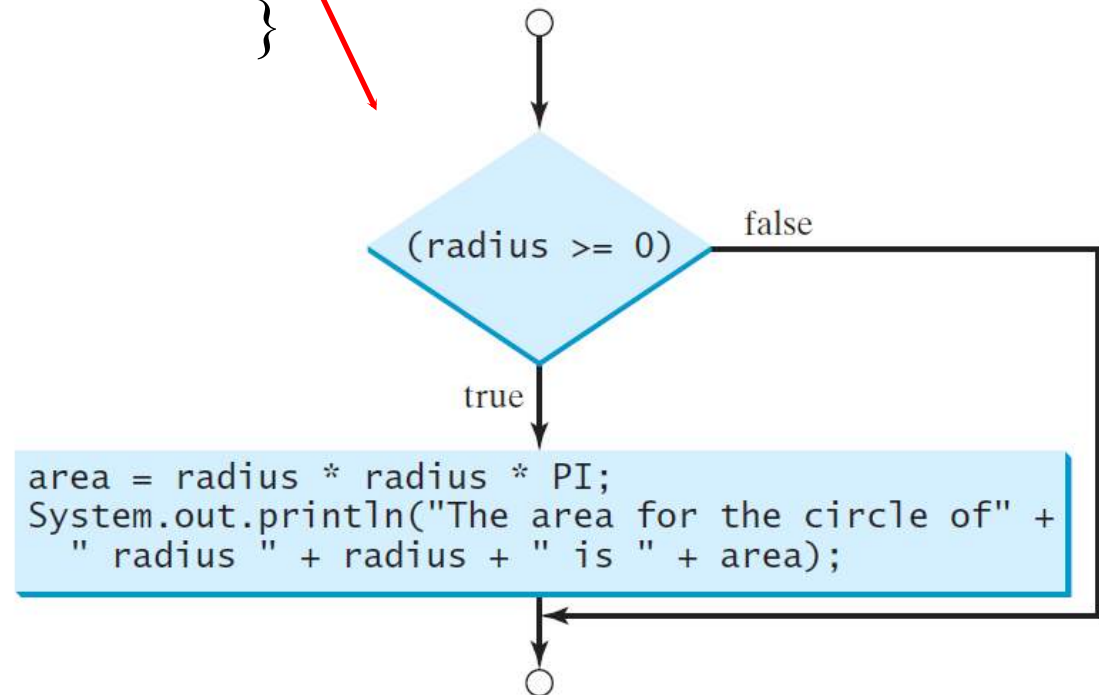 }
(radius >= 0)
false
true
area = radius * radius * PI;
System.out.println("The area for the circle of" +
" radius " + radius + " is " + area);